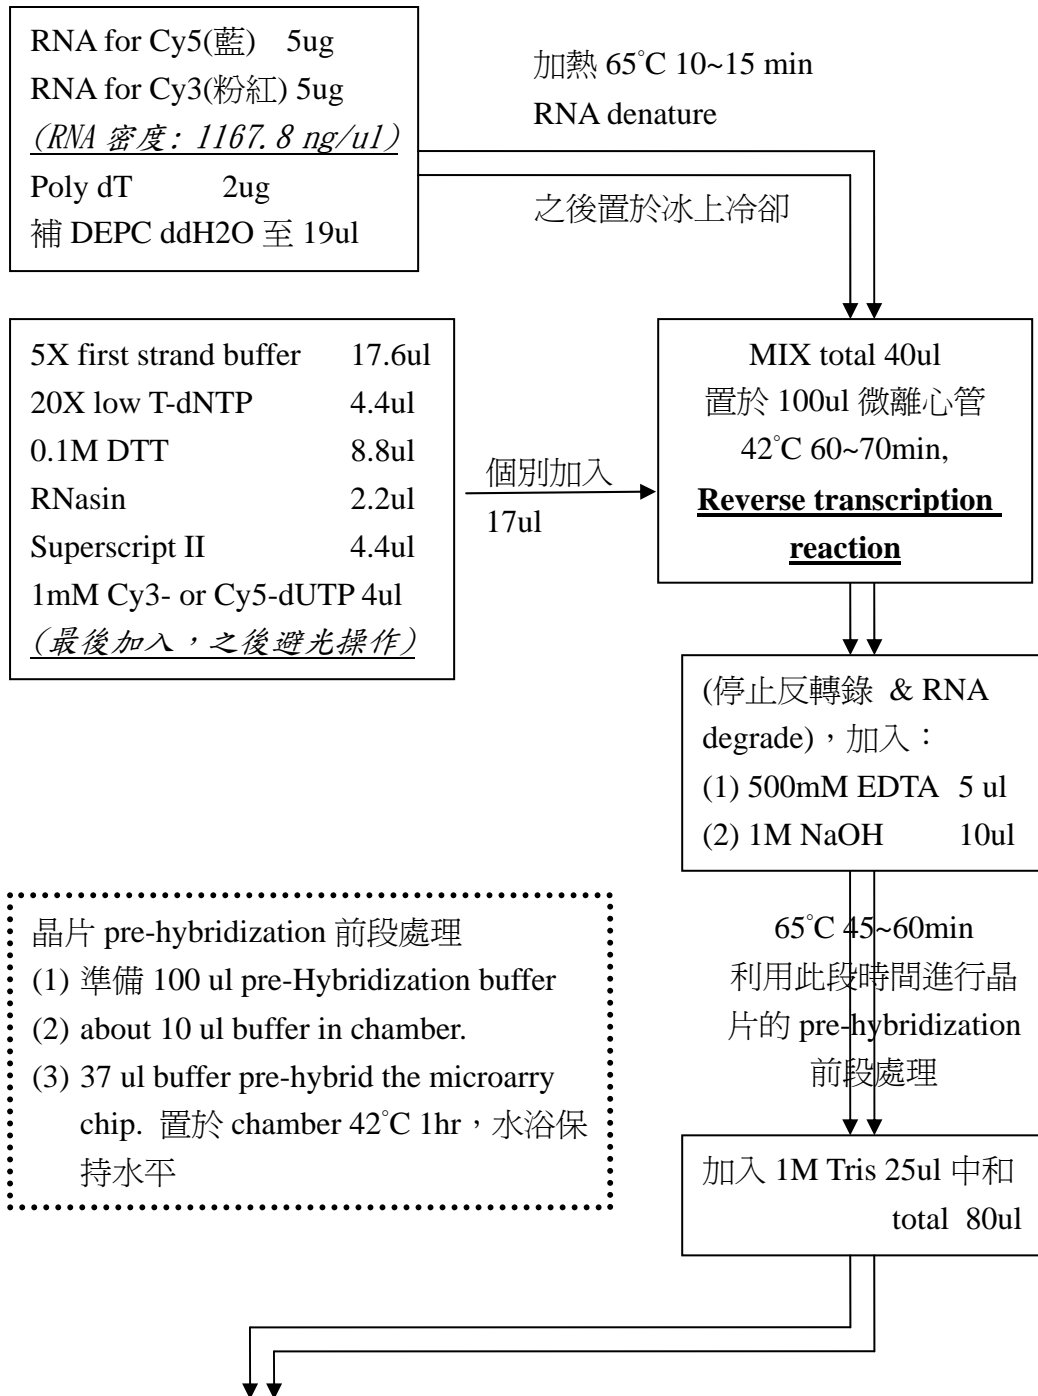 RNA for Cy5(藍) 5ug
RNA for Cy3(粉紅) 5ug
(RNA 密度: 1167.8 ng/ul)
Poly dT 2ug
補 DEPC ddH2O 至 19ul
加熱 65°C 10~15 min
RNA denature
之後置於冰上冷卻
5X first strand buffer 17.6ul
20X low T-dNTP 4.4ul
0.1M DTT 8.8ul
RNasin 2.2ul
Superscript II 4.4ul
1mM Cy3- or Cy5-dUTP 4ul
(最後加入，之後避光操作)
個別加入
17ul
MIX total 40ul
置於 100ul 微離心管
42°C 60~70min,
Reverse transcription
reaction
(停止反轉錄 & RNA
degrade)，加入：
(1) 500mM EDTA 5 ul
(2) 1M NaOH 10ul
65°C 45~60min
利用此段時間進行晶
片的 pre-hybridization
前段處理
晶片 pre-hybridization 前段處理
(1) 準備 100 ul pre-Hybridization buffer
(2) about 10 ul buffer in chamber.
(3) 37 ul buffer pre-hybrid the microarry
chip. 置於 chamber 42°C 1hr，水浴保
持水平
加入 1M Tris 25ul 中和
total 80ul